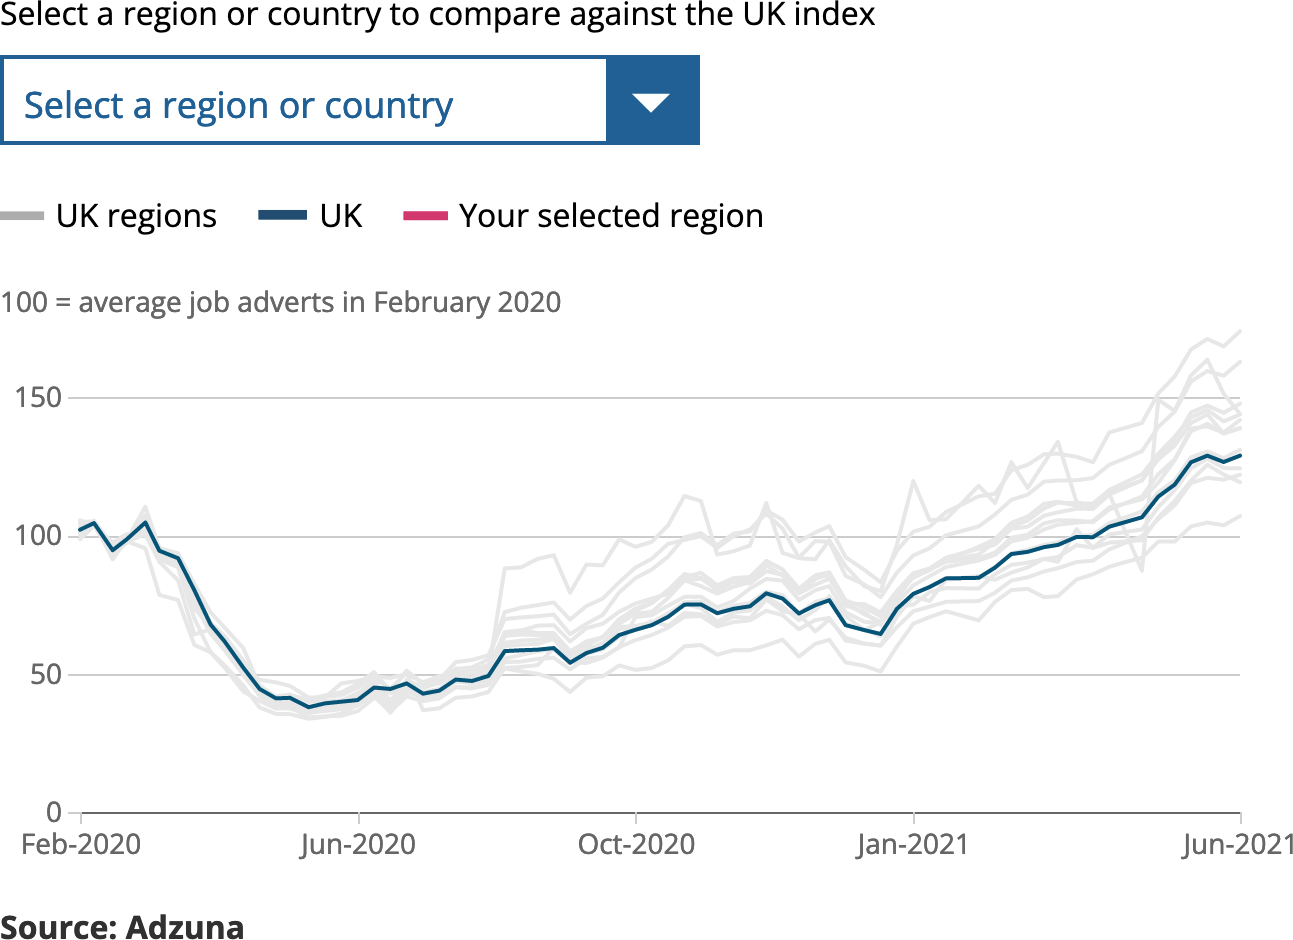 Select a region or country to compare against the UK index
Select a region or country
UK regions UK Your selected region
100 = average job adverts in February 2020
150
100
50
0
Feb-2020 Jun-2020 Oct-2020 Jan-2021 Jun-2021
Source: Adzuna